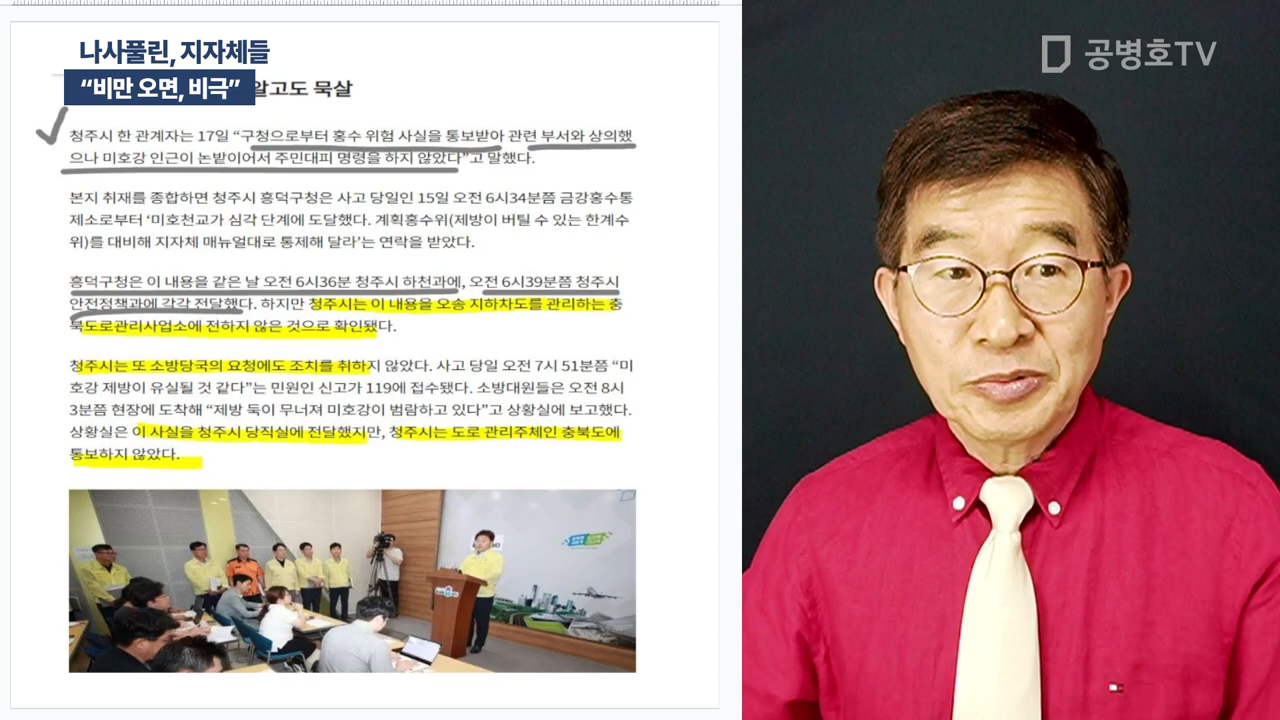 나사풀린, 지자체들
“비만 오면, 비극”
알고도 묵살
공병호TV
청주시 한 관계자는 17일 “구청으로부터 홍수 위험 사실을 통보받아 관련 부서와 상의했
으나 미호강 인근이 논밭이어서 주민대피 명령을 하지 않았다”고 말했다.
본지 취재를 종합하면 청주시 흥덕구청은 사고 당일인 15일 오전 6시34분쯤 금강홍수통
제소로부터 ‘미호천교가 심각 단계에 도달했다. 계획홍수위(제방이 버틸 수 있는 한계수
위)를 대비해 지자체 매뉴얼대로 통제해 달라’는 연락을 받았다.
흥덕구청은 이 내용을 같은 날 오전 6시36분 청주시 하천과에, 오전 6시39분쯤 청주시
안전정책과에 각각 전달했다. 하지만 청주시는 이 내용을 오송 지하차도를 관리하는 충
북도로관리사업소에 전하지 않은 것으로 확인됐다.
청주시는 또 소방당국의 요청에도 조치를 취하지 않았다. 사고 당일 오전 7시 51분쯤 “미
호강 제방이 유실될 것 같다”는 민원인 신고가 119에 접수됐다. 소방대원들은 오전 8시
3분쯤 현장에 도착해 “제방 둑이 무너져 미호강이 범람하고 있다”고 상황실에 보고했다.
상황실은 이 사실을 청주시 당직실에 전달했지만, 청주시는 도로 관리주체인 충북도에
통보하지 않았다.